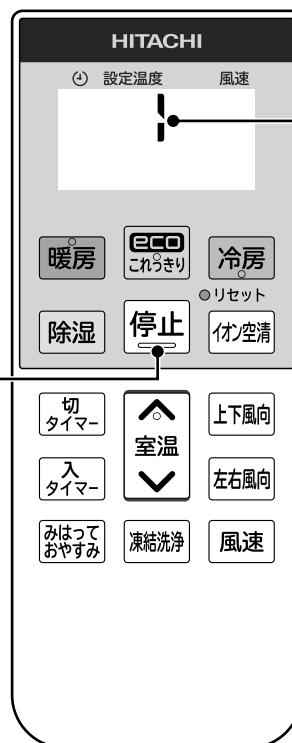 HITACHI
設定温度 風速
1
暖房
eco
これっきり
冷房
リセット
除湿
停止
イオン空清
切
タイマー
室温
上下風向
入
タイマー
左右風向
みはって
おやすみ
凍結洗浄
風速